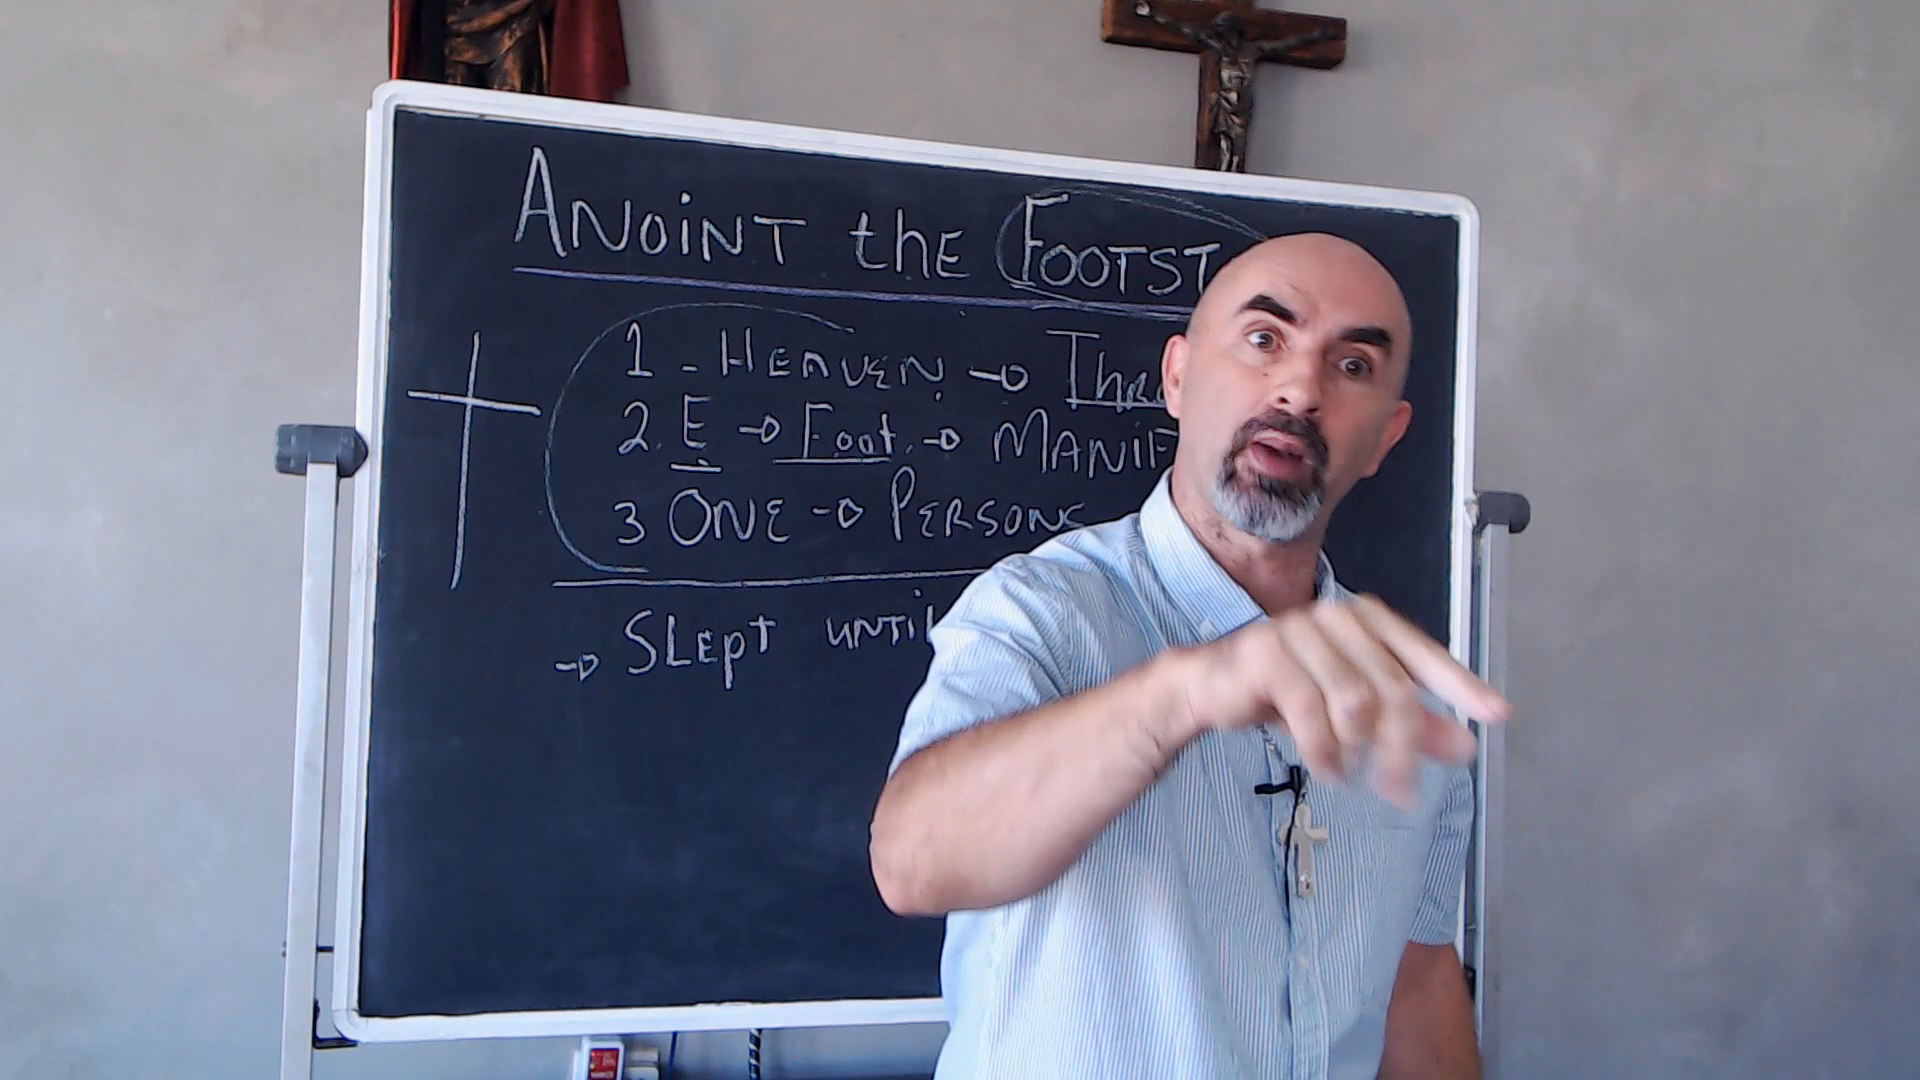 ANOINT the FOOTST
1 - HEAVEN → Thro
2. E → Foot. → MANIF
3 ONE → PERSONS
→ SLEPT UNTIL